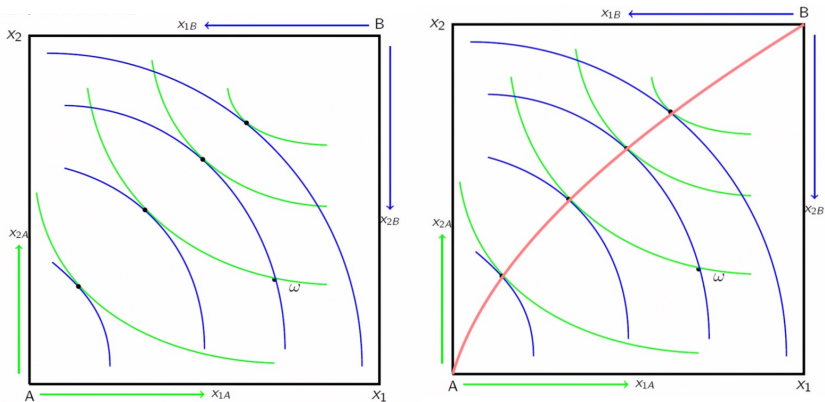 x₁B B
x₂
x₂B
x₂A
ω
A x₁A x₁
x₁B B
x₂
x₂B
x₂A
ω
A x₁A x₁